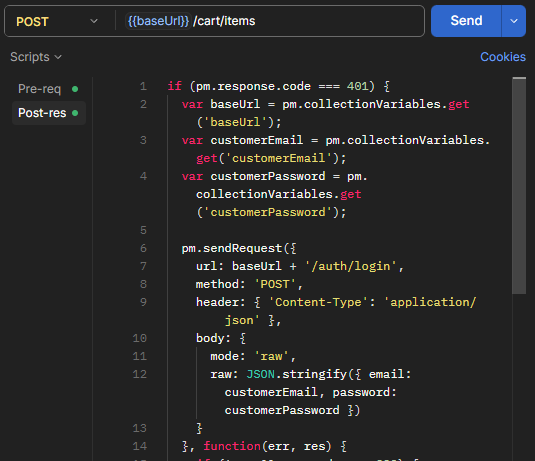 POST {{baseUrl}} /cart/items Send
Scripts Cookies
Pre-req
Post-res
1 if (pm.response.code === 401) {
2 var baseUrl = pm.collectionVariables.get
('baseUrl');
3 var customerEmail = pm.collectionVariables.
get('customerEmail');
4 var customerPassword = pm.
collectionVariables.get
('customerPassword');
5
6 pm.sendRequest({
7 url: baseUrl + '/auth/login',
8 method: 'POST',
9 header: { 'Content-Type': 'application/
json' },
10 body: {
11 mode: 'raw',
12 raw: JSON.stringify({ email:
customerEmail, password:
customerPassword })
13 }
14 }, function(err, res) {